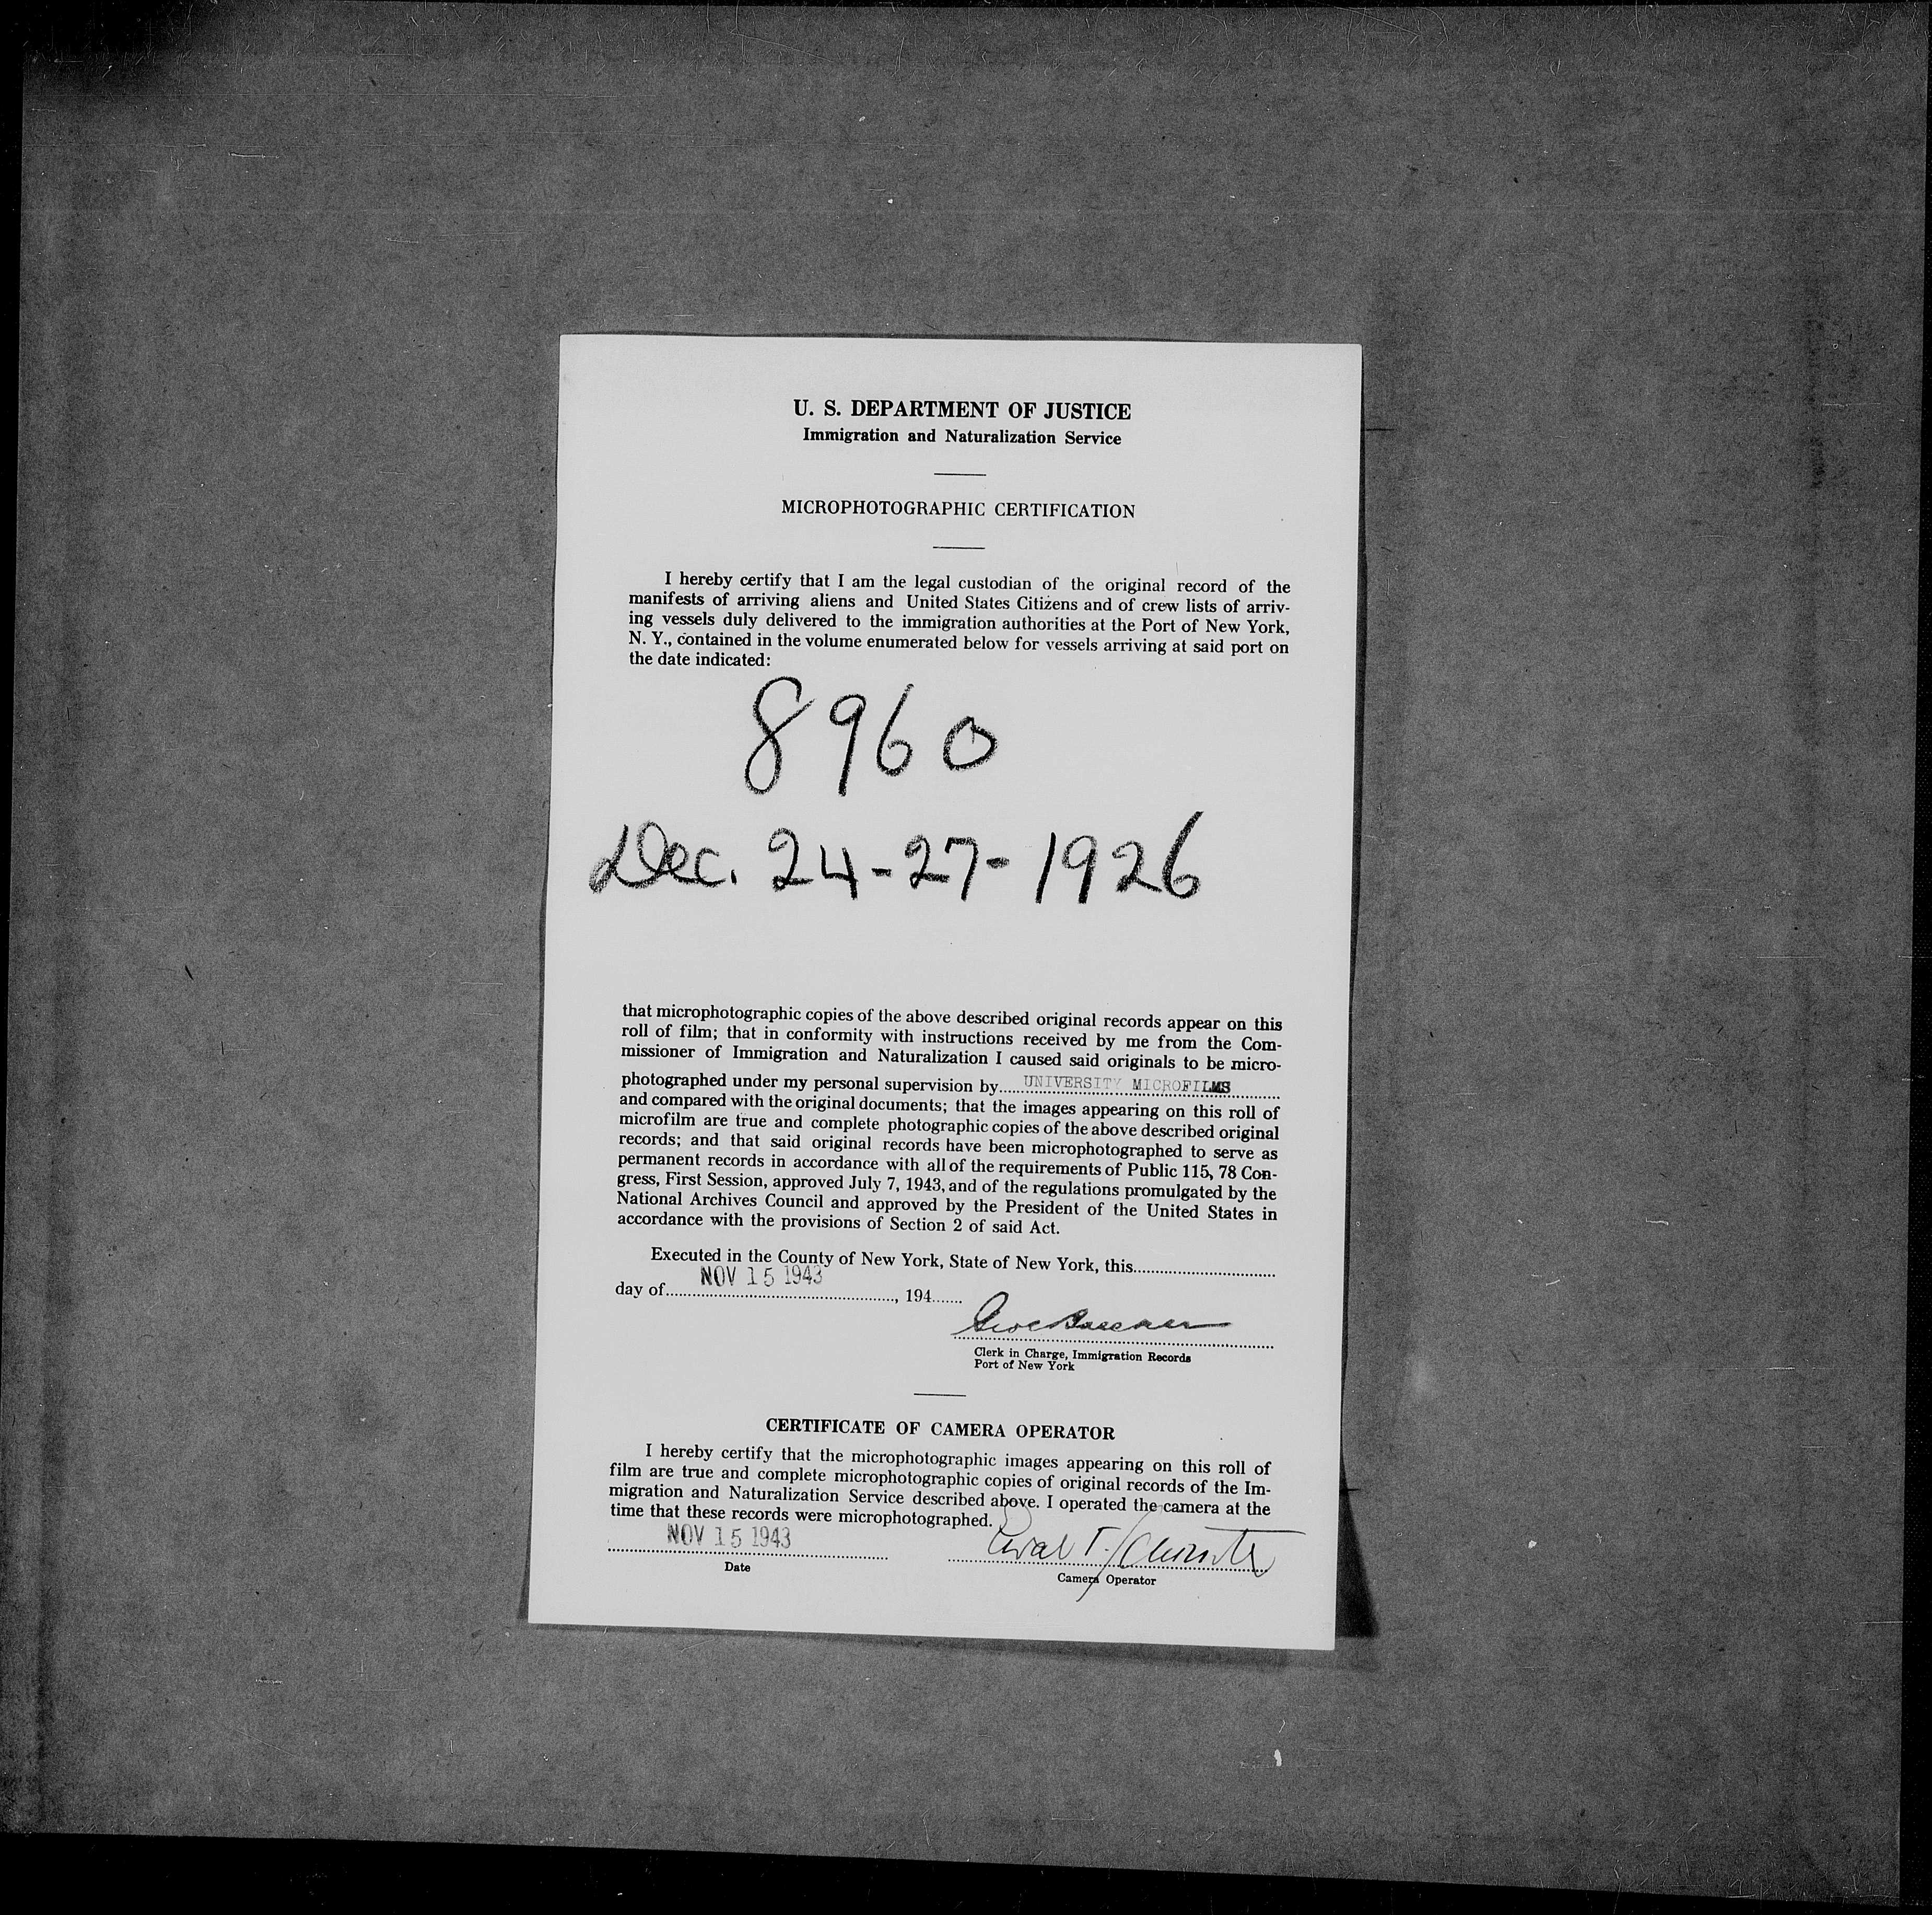 U. S. DEPARTMENT OF JUSTICE
Immigration and Naturalization Service
MICROPHOTOGRAPHIC CERTIFICATION
I hereby certify that I am the legal custodian of the original record of the
manifests of arriving aliens and United States Citizens and of crew lists of arriv-
ing vessels duly delivered to the immigration authorities at the Port of New York,
N. Y., contained in the volume enumerated below for vessels arriving at said port on
the date indicated:
8960
Dec. 24-27-1926
that microphotographic copies of the above described original records appear on this
roll of film; that in conformity with instructions received by me from the Com-
missioner of Immigration and Naturalization I caused said originals to be micro-
photographed under my personal supervision by UNIVERSITY MICROFILMS
and compared with the original documents; that the images appearing on this roll of
microfilm are true and complete photographic copies of the above described original
records; and that said original records have been microphotographed to serve as
permanent records in accordance with all of the requirements of Public 115, 78 Con-
gress, First Session, approved July 7, 1943, and of the regulations promulgated by the
National Archives Council and approved by the President of the United States in
accordance with the provisions of Section 2 of said Act.
Executed in the County of New York, State of New York, this
NOV 15 1943
day of, 194
Clerk in Charge, Immigration Records
Port of New York
CERTIFICATE OF CAMERA OPERATOR
I hereby certify that the microphotographic images appearing on this roll of
film are true and complete microphotographic copies of original records of the Im-
migration and Naturalization Service described above. I operated the camera at the
time that these records were microphotographed.
NOV 15 1943
T.
Date
Camera Operator